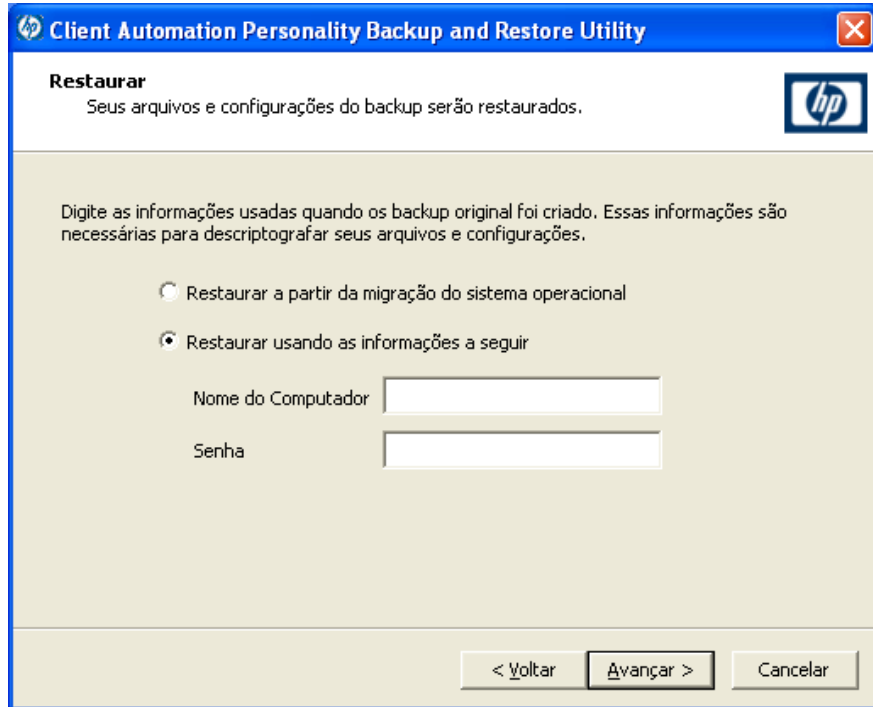 Client Automation Personality Backup and Restore Utility
Restaurar
Seus arquivos e configurações do backup serão restaurados.
hp
Digite as informações usadas quando os backup original foi criado. Essas informações são
necessárias para descriptografar seus arquivos e configurações.
Restaurar a partir da migração do sistema operacional
Restaurar usando as informações a seguir
Nome do Computador
Senha
< Voltar
Avançar >
Cancelar